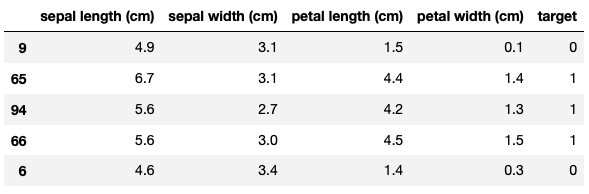 sepal length (cm) sepal width (cm) petal length (cm) petal width (cm) target
9 4.9 3.1 1.5 0.1 0
65 6.7 3.1 4.4 1.4 1
94 5.6 2.7 4.2 1.3 1
66 5.6 3.0 4.5 1.5 1
6 4.6 3.4 1.4 0.3 0